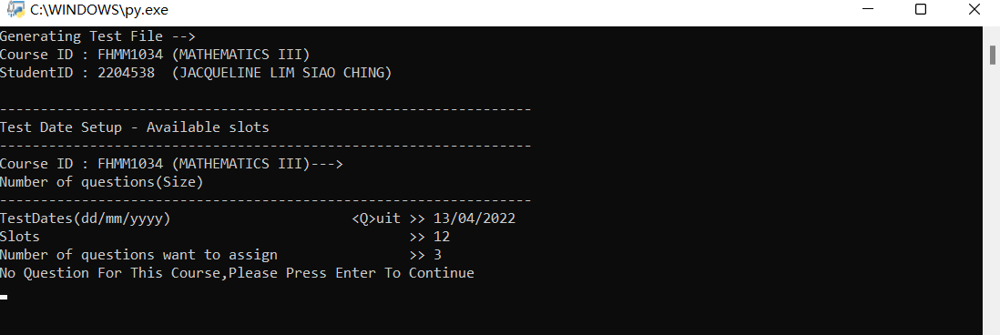 C:\WINDOWS\py.exe
Generating Test File -->
Course ID : FHMM1034 (MATHEMATICS III)
StudentID : 2204538  (JACQUELINE LIM SIAO CHING)
-----------------------------------------------------------------
Test Date Setup - Available slots
-----------------------------------------------------------------
Course ID : FHMM1034 (MATHEMATICS III)--->
Number of questions(Size)
-----------------------------------------------------------------
TestDates(dd/mm/yyyy)                      <Q>uit >> 13/04/2022
Slots                                             >> 12
Number of questions want to assign                >> 3
No Question For This Course,Please Press Enter To Continue